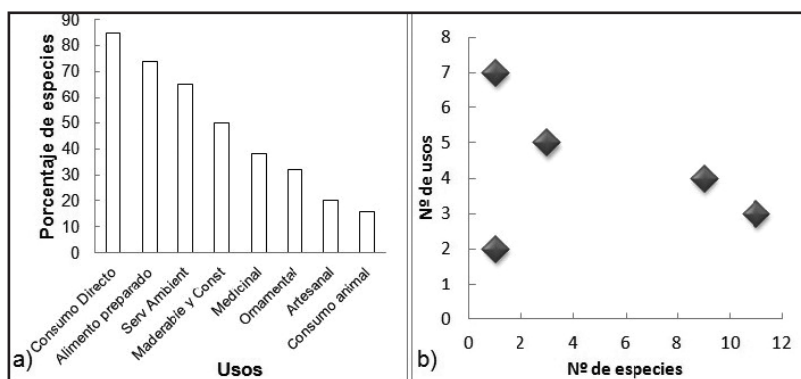 Porcentaje de especies
90
80
70
60
50
40
30
20
10
0
Consumo Directo
Alimento preparado
Serv Ambient
Maderable y Const
Medicinal
Ornamental
Artesanal
Consumo animal
a)
Usos
Nº de usos
8
7
6
5
4
3
2
1
0
0 2 4 6 8 10 12
b)
Nº de especies